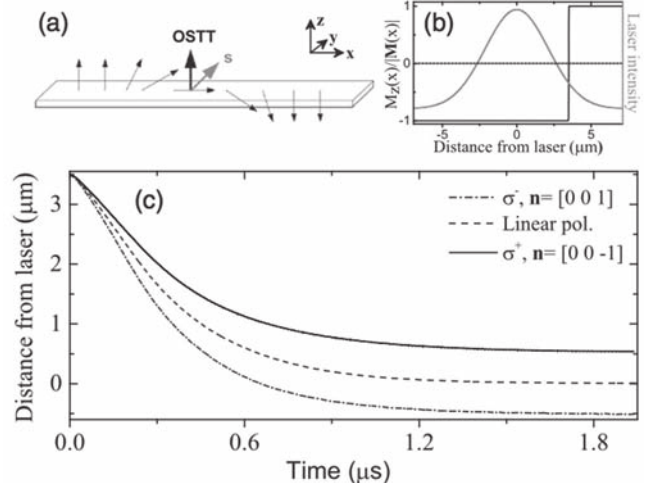 (a)
OSTT
s
z
y
x
(b)
M_z(x)/|M(x)|
1
0
-1
-5 0 5
Distance from laser (μm)
Laser intensity
(c)
σ⁻, n= [0 0 1]
Linear pol.
σ⁺, n= [0 0 -1]
Distance from laser (μm)
3
2
1
0
0.0 0.6 1.2 1.8
Time (μs)